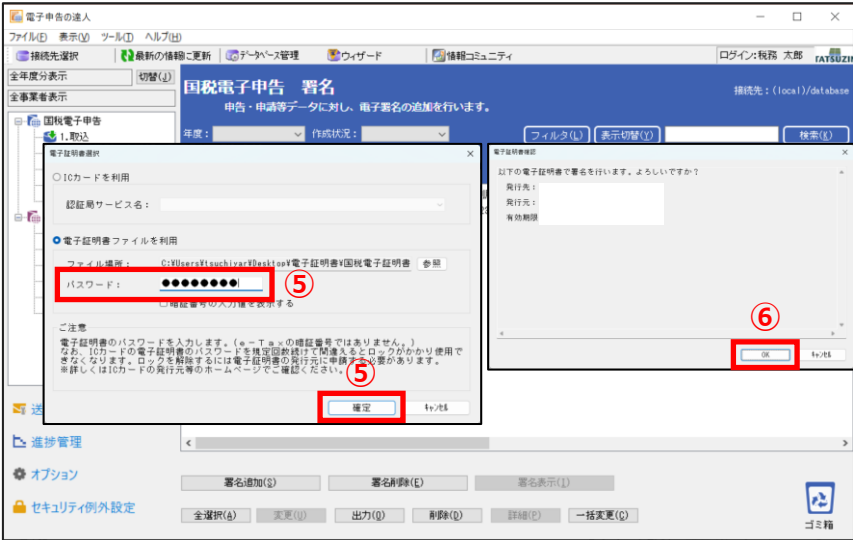 電子申告の達人
ファイル(F) 表示(V) ツール(T) ヘルプ(H)
接続先選択 最新の情報に更新 データベース管理 ウィザード 情報コミュニティ ログイン:税務 太郎 TATSUZIN
全年度分表示 切替(J)
全事業者表示
国税電子申告 署名
接続先：(local)/database
申告・申請等データに対し、電子署名の追加を行います。
国税電子申告
1.取込
年度： 作成状況： フィルタ(L) 表示切替(Y) 検索(K)
電子証明書選択
ICカードを利用
認証局サービス名：
電子証明書ファイルを利用
ファイル場所： C:¥Users¥tsuchiyar¥Desktop¥電子証明書¥国税電子証明書 参照
パスワード： ●●●●●●●●
⑤
暗証番号の入力値を表示する
ご注意
電子証明書のパスワードを入力します。(e－Taxの暗証番号ではありません。)
なお、ICカードの電子証明書のパスワードを規定回数続けて間違えるとロックがかかり使用で
きなくなります。ロックを解除するには電子証明書の発行元に申請する必要があります。
※詳しくはICカードの発行元等のホームページでご確認ください。
⑤
確定 ｷｬﾝｾﾙ
電子証明書確認
以下の電子証明書で署名を行います。よろしいですか？
発行先：
発行元：
有効期限
⑥
OK ｷｬﾝｾﾙ
送
進捗管理
オプション
セキュリティ例外設定
署名追加(S) 署名削除(E) 署名表示(I)
全選択(A) 変更(U) 出力(O) 削除(D) 詳細(P) 一括変更(C)
ゴミ箱